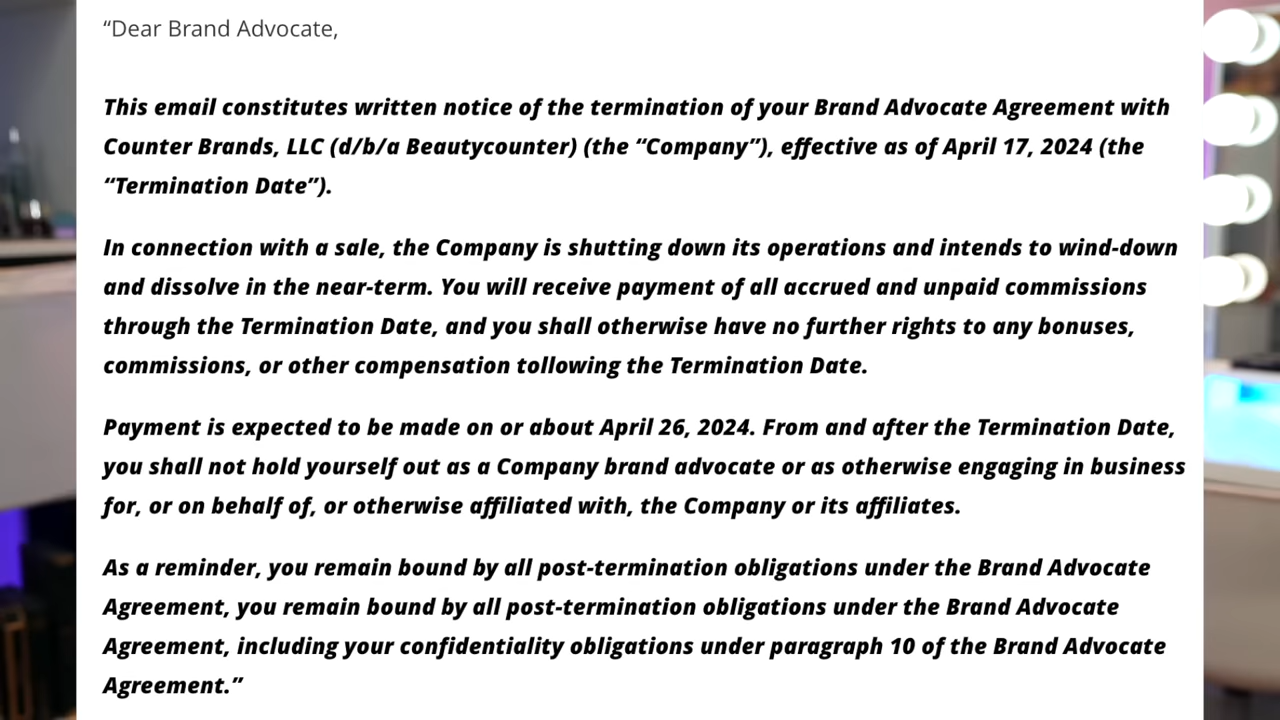 “Dear Brand Advocate,
This email constitutes written notice of the termination of your Brand Advocate Agreement with
Counter Brands, LLC (d/b/a Beautycounter) (the “Company”), effective as of April 17, 2024 (the
“Termination Date”).
In connection with a sale, the Company is shutting down its operations and intends to wind-down
and dissolve in the near-term. You will receive payment of all accrued and unpaid commissions
through the Termination Date, and you shall otherwise have no further rights to any bonuses,
commissions, or other compensation tollowing the Termination Date.
Payment is expected to be made on or about April 26, 2024. From and after the Termination Date,
you shall not hold yourself out as a Company brand advocate or as otherwise engaging in business
for, or on behalf of, or otherwise affiliated with, the Company or its affiliates.
As a reminder, you remain bound by all post-termination obligations under the Brand Advocate
Agreement, you remain bound by all post-termination obligations under the Brand Advocate
Agreement, including your confidentiality obligations under paragraph 10 of the Brand Advocate
Agreement.”